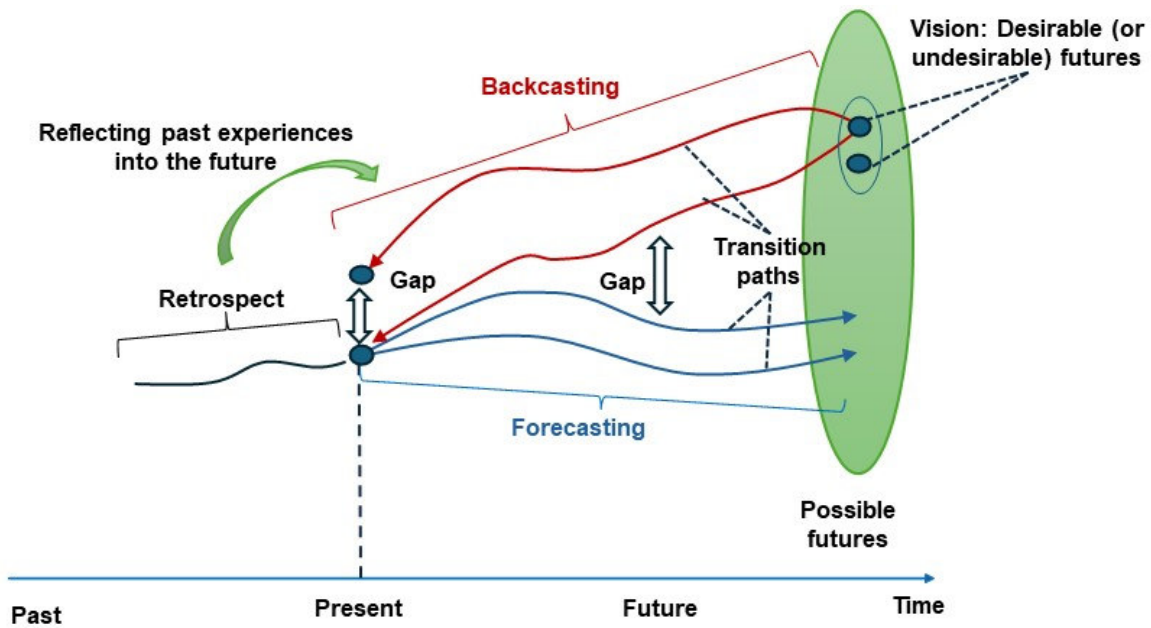 Vision: Desirable (or
undesirable) futures
Backcasting
Reflecting past experiences
into the future
Transition
paths
Gap
Gap
Retrospect
Forecasting
Possible
futures
Past
Present
Future
Time